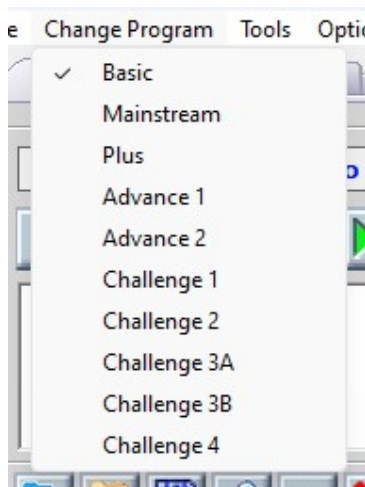 e Change Program Tools Optio
✓ Basic
Mainstream
Plus
Advance 1
Advance 2
Challenge 1
Challenge 2
Challenge 3A
Challenge 3B
Challenge 4